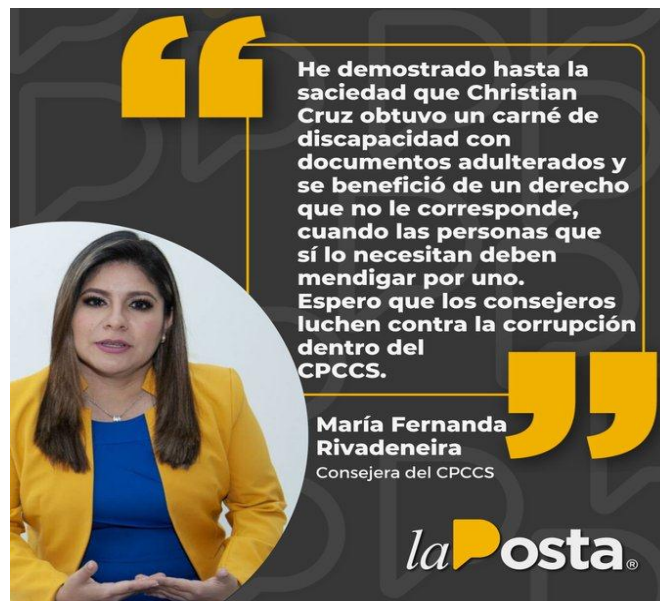 He demostrado hasta la
saciedad que Christian
Cruz obtuvo un carné de
discapacidad con
documentos adulterados y
se benefició de un derecho
que no le corresponde,
cuando las personas que
sí lo necesitan deben
mendigar por uno.
Espero que los consejeros
luchen contra la corrupción
dentro del
CPCCS.
María Fernanda
Rivadeneira
Consejera del CPCCS
laPosta®